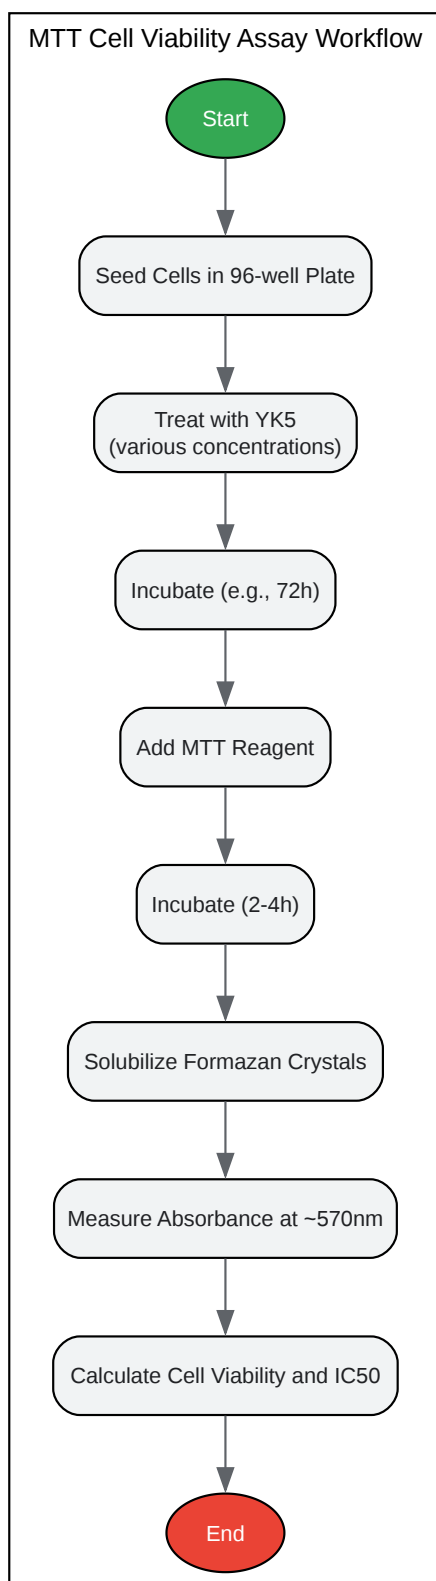 MTT Cell Viability Assay Workflow
Start
Seed Cells in 96-well Plate
Treat with YK5
(various concentrations)
Incubate (e.g., 72h)
Add MTT Reagent
Incubate (2-4h)
Solubilize Formazan Crystals
Measure Absorbance at ~570nm
Calculate Cell Viability and IC50
End